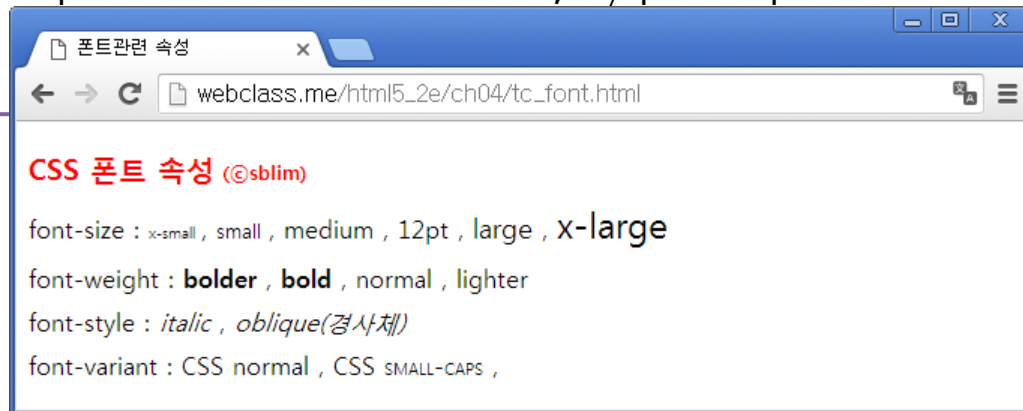 폰트관련 속성
webclass.me/html5_2e/ch04/tc_font.html
CSS 폰트 속성 (ⓒsblim)
font-size : x-small , small , medium , 12pt , large , x-large
font-weight : bolder , bold , normal , lighter
font-style : italic , oblique(경사체)
font-variant : CSS normal , CSS SMALL-CAPS ,